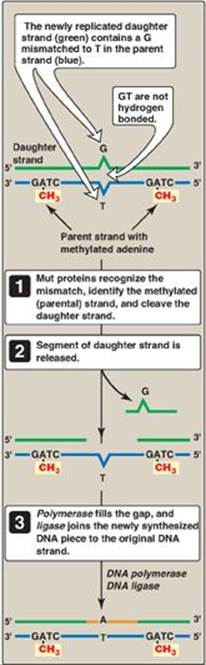 The newly replicated daughter
strand (green) contains a G
mismatched to T in the parent
strand (blue).
GT are not
hydrogen
bonded.
G
Daughter
strand
5' 3'
3' GATC GATC 5'
CH3 CH3
T
Parent strand with
methylated adenine
1 Mut proteins recognize the
mismatch, identify the methylated
(parental) strand, and cleave the
daughter strand.
2 Segment of daughter strand is
released.
G
5' 3'
3' GATC GATC 5'
CH3 CH3
T
3 Polymerase fills the gap, and
ligase joins the newly synthesized
DNA piece to the original DNA
strand.
DNA polymerase
DNA ligase
5' A 3'
3' GATC T GATC 5'
CH3 CH3